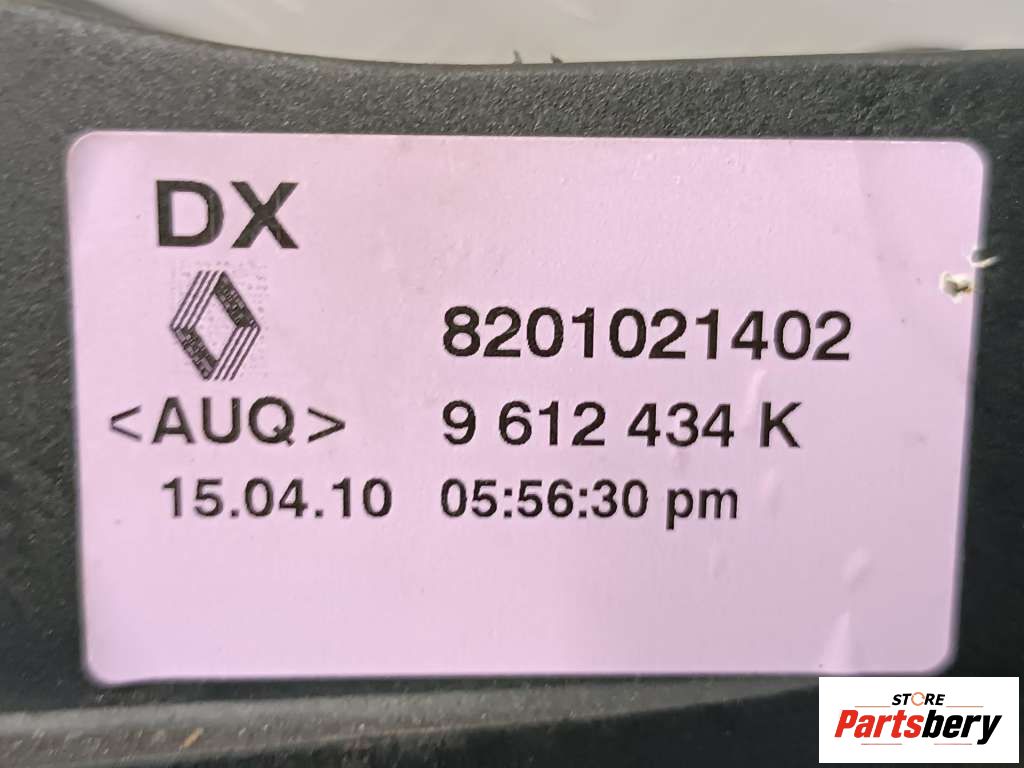 DX
8201021402
<AUQ> 9 612 434 K
15.04.10 05:56:30 pm
STORE
Partsbery